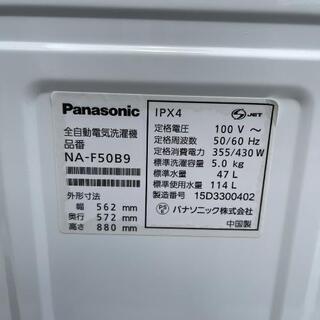 Panasonic
全自動電気洗濯機
品番
NA-F50B9
外形寸法
幅 562 mm
奥行 572 mm
高さ 880 mm
IPX4
S JET
定格電圧 100 V ～
定格周波数 50/60 Hz
定格消費電力 355/430 W
標準洗濯容量 5.0 kg
標準水量 47 L
標準使用水量 114 L
製造番号 15D3300402
PS E パナソニック株式会社
中国製